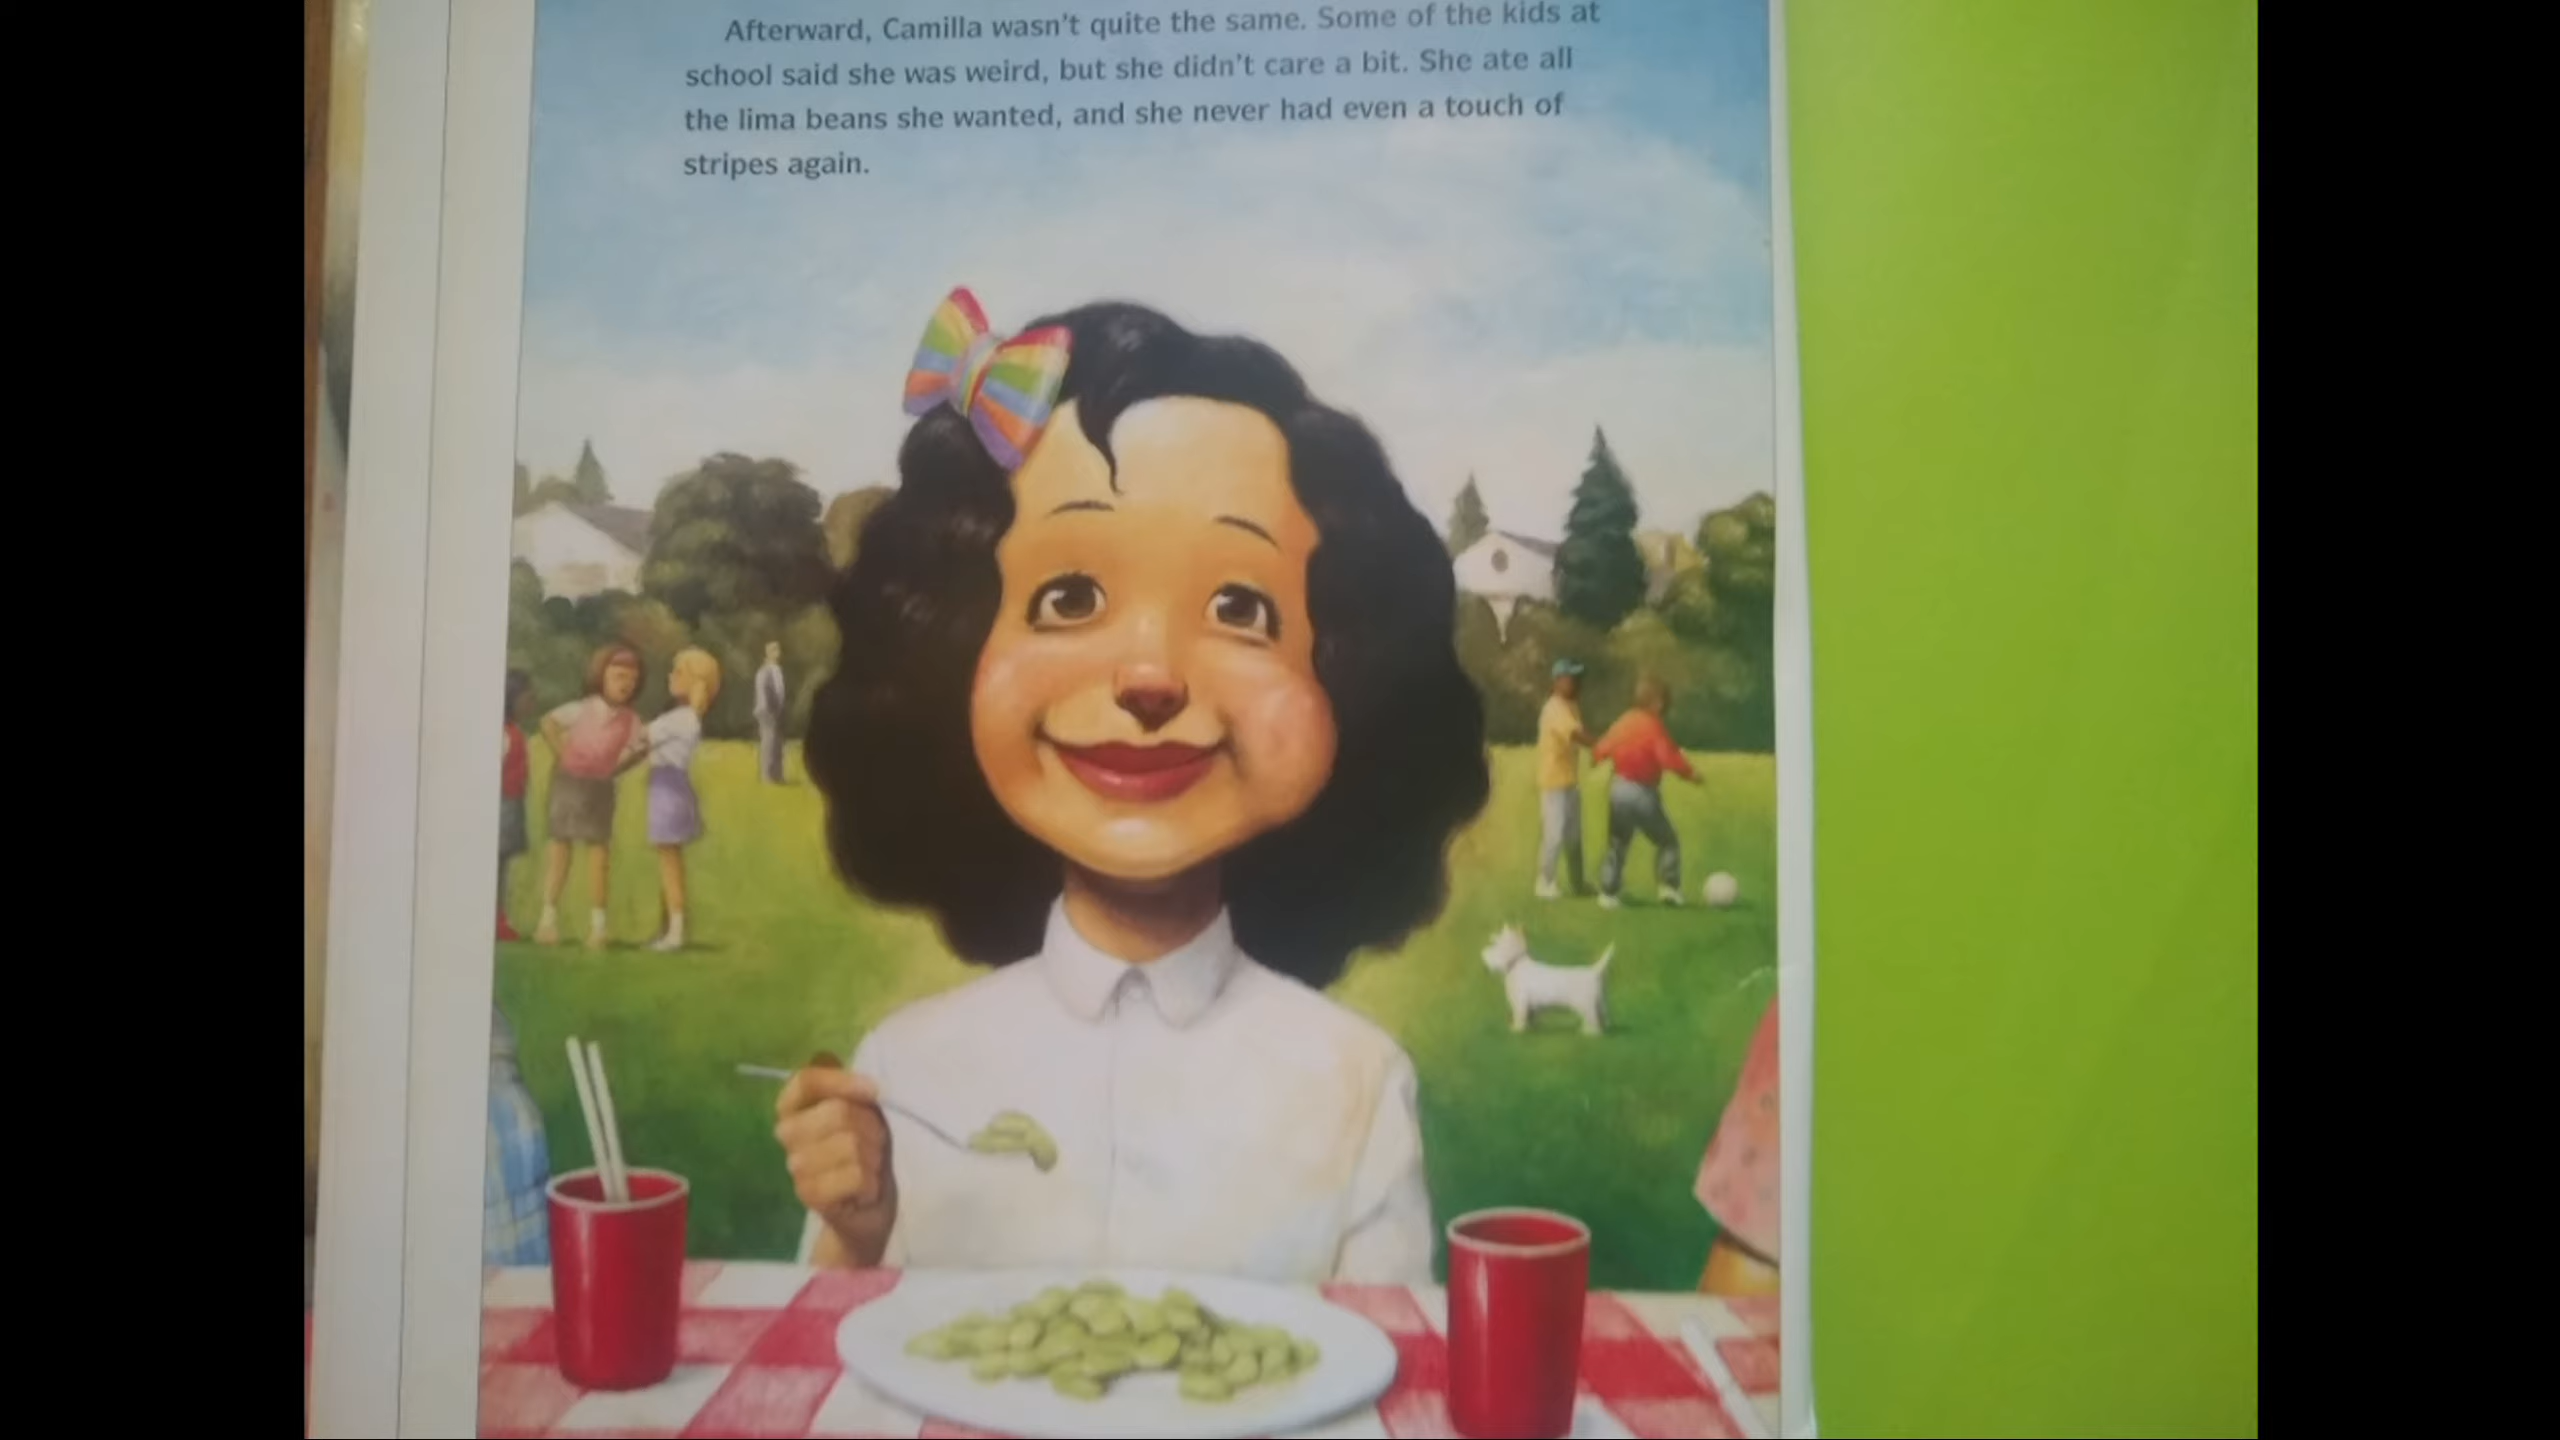 Afterward, Camilla wasn't quite the same. Some of the kids at
school said she was weird, but she didn't care a bit. She ate all
the lima beans she wanted, and she never had even a touch of
stripes again.